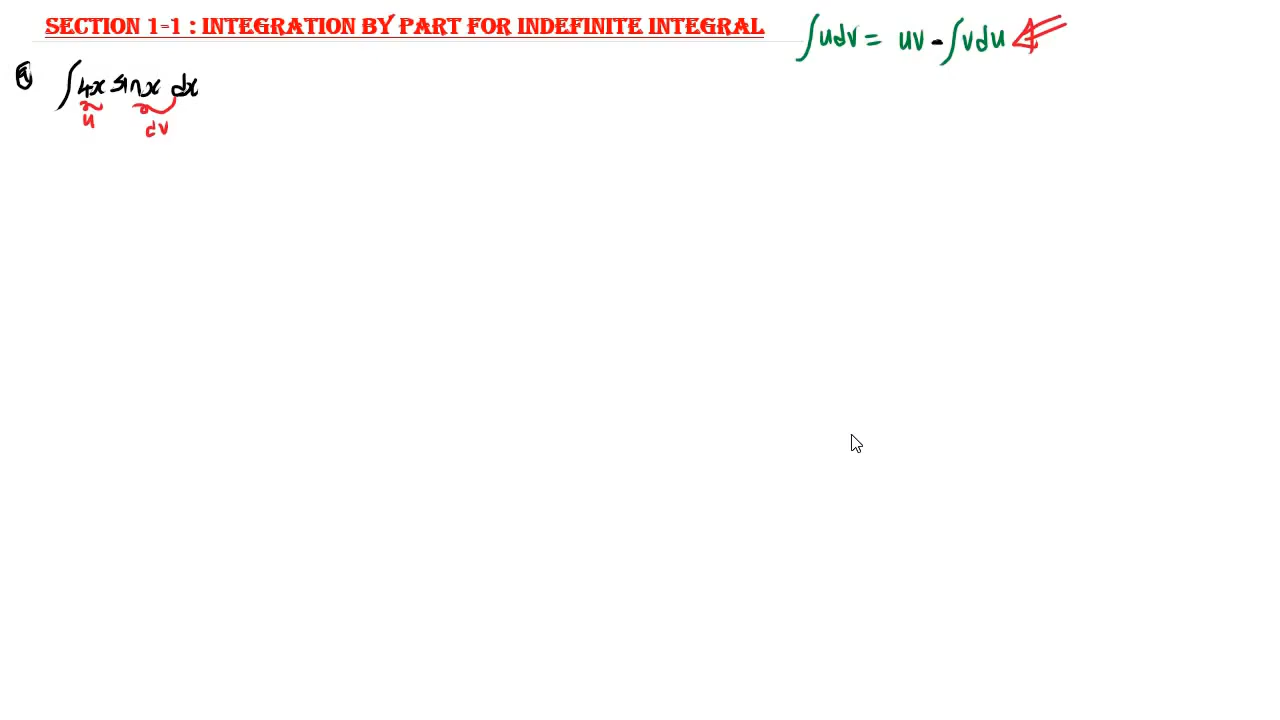 SECTION 1-1 : INTEGRATION BY PART FOR INDEFINITE INTEGRAL
∫udv = uv - ∫vdu
∫4x sinx dx
u
dv